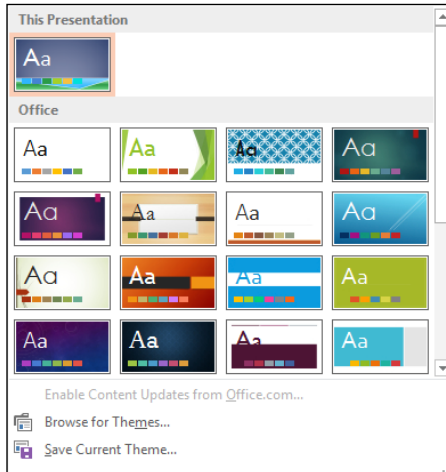 This Presentation
Aa
Office
Aa Aa Aa Aa
Aa Aa Aa Aa
Aa Aa Aa Aa
Aa Aa Aa Aa
Enable Content Updates from Office.com...
Browse for Themes...
Save Current Theme...